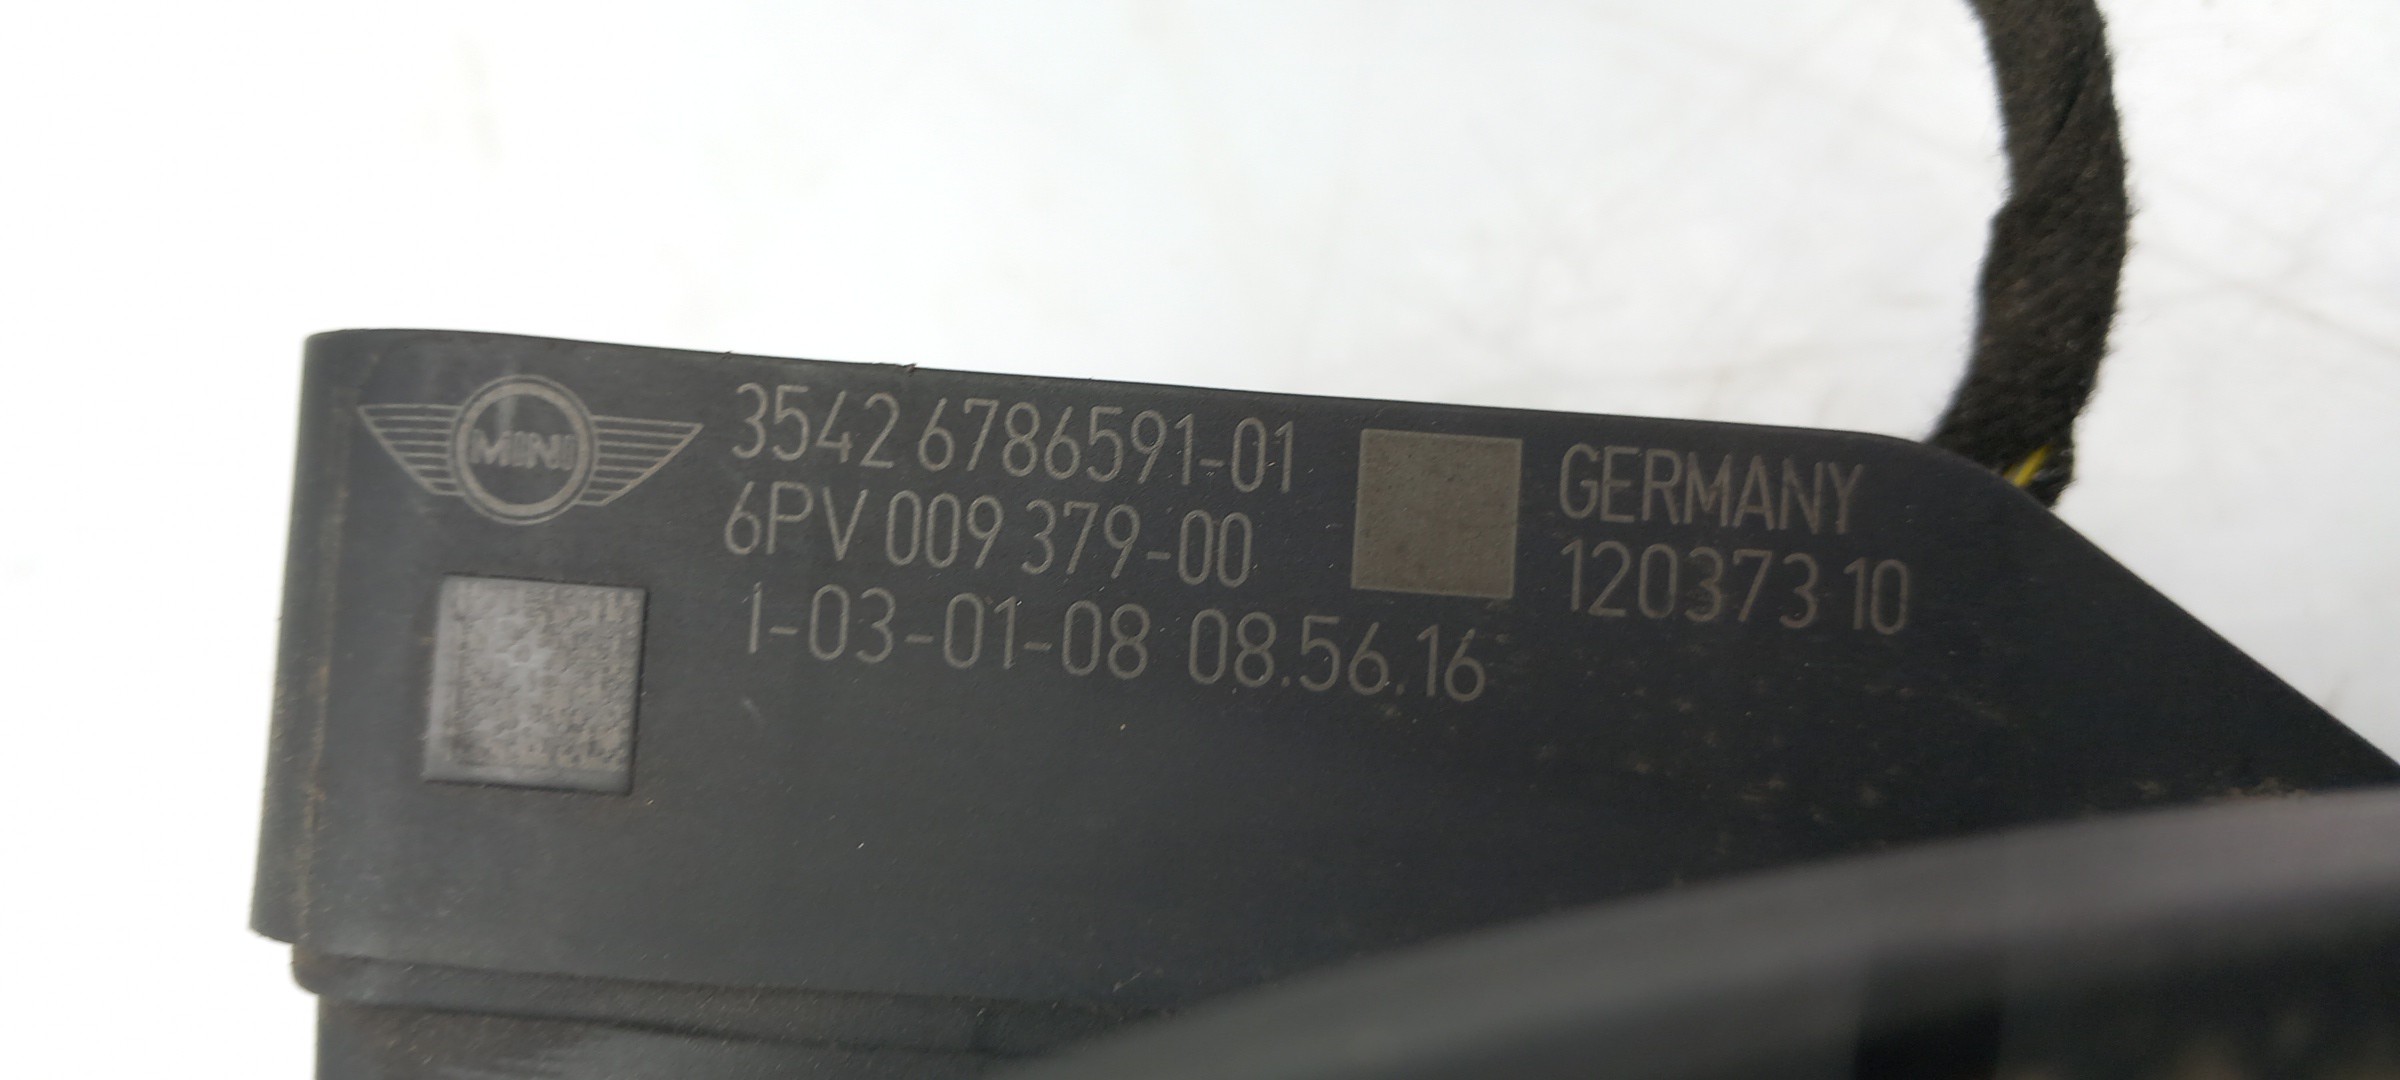 MINI
3542 6786591-01
6PV 009 379-00
1-03-01-08 08.56.16
GERMANY
120373 10